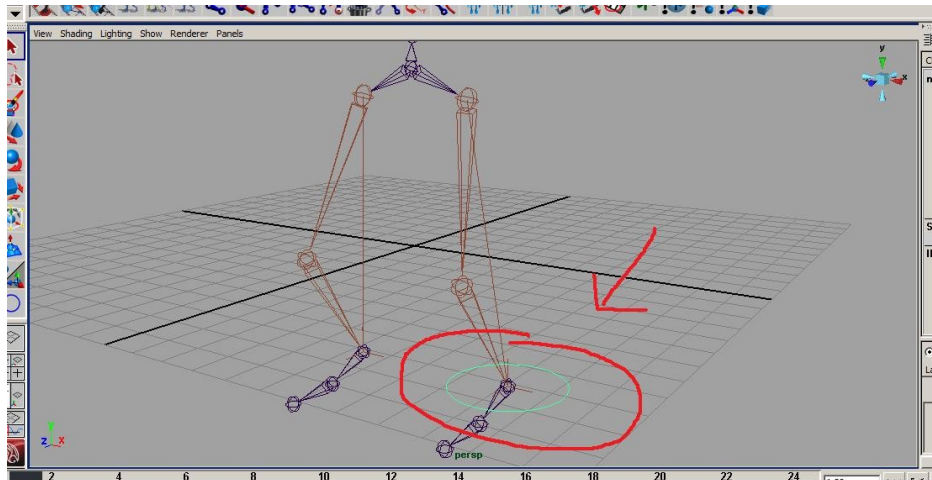 View Shading Lighting Show Renderer Panels
y
x
persp
y
z x
2 4 6 8 10 12 14 16 18 20 22 24